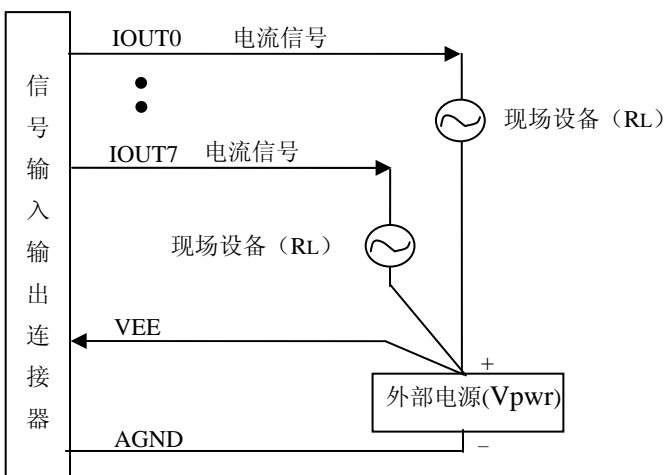 IOUT0 电流信号
现场设备（RL）
IOUT7 电流信号
现场设备（RL）
信号输入输出连接器
VEE
+
外部电源(Vpwr)
AGND
−